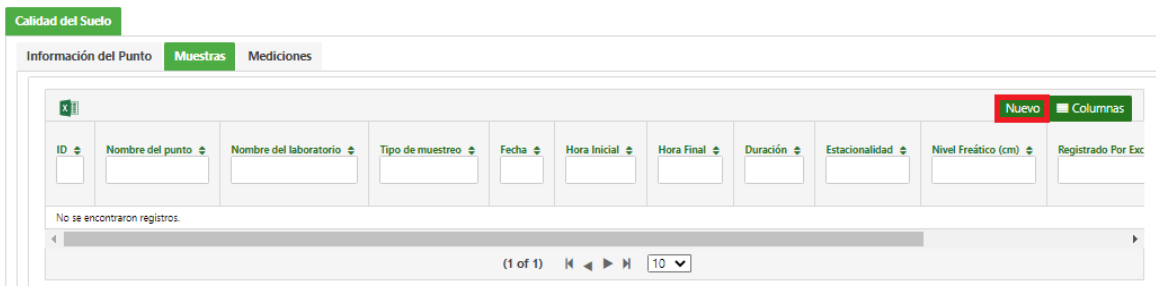 Calidad del Suelo
Información del Punto Muestras Mediciones
Nuevo Columnas
ID Nombre del punto Nombre del laboratorio Tipo de muestreo Fecha Hora Inicial Hora Final Duración Estacionalidad Nivel Freático (cm) Registrado Por Exc
No se encontraron registros.
(1 of 1) 10